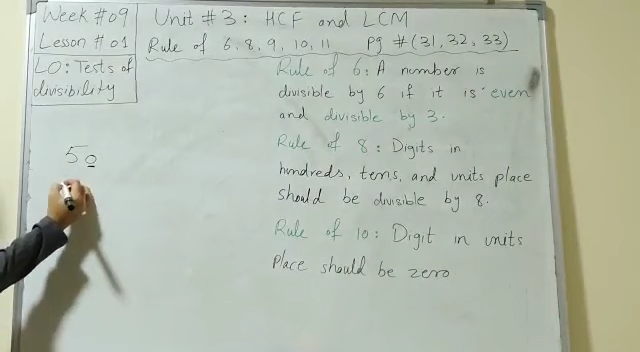 Week #09
Lesson #01
LO: Tests of
divisibility
Unit #3: HCF and LCM
Rule of 6,8,9,10,11 Pg #(31,32,33)
Rule of 6: A number is
divisible by 6 if it is even
and divisible by 3.
Rule of 8: Digits in
hundreds, tens, and units place
should be divisible by 8.
Rule of 10: Digit in units
place should be zero
50